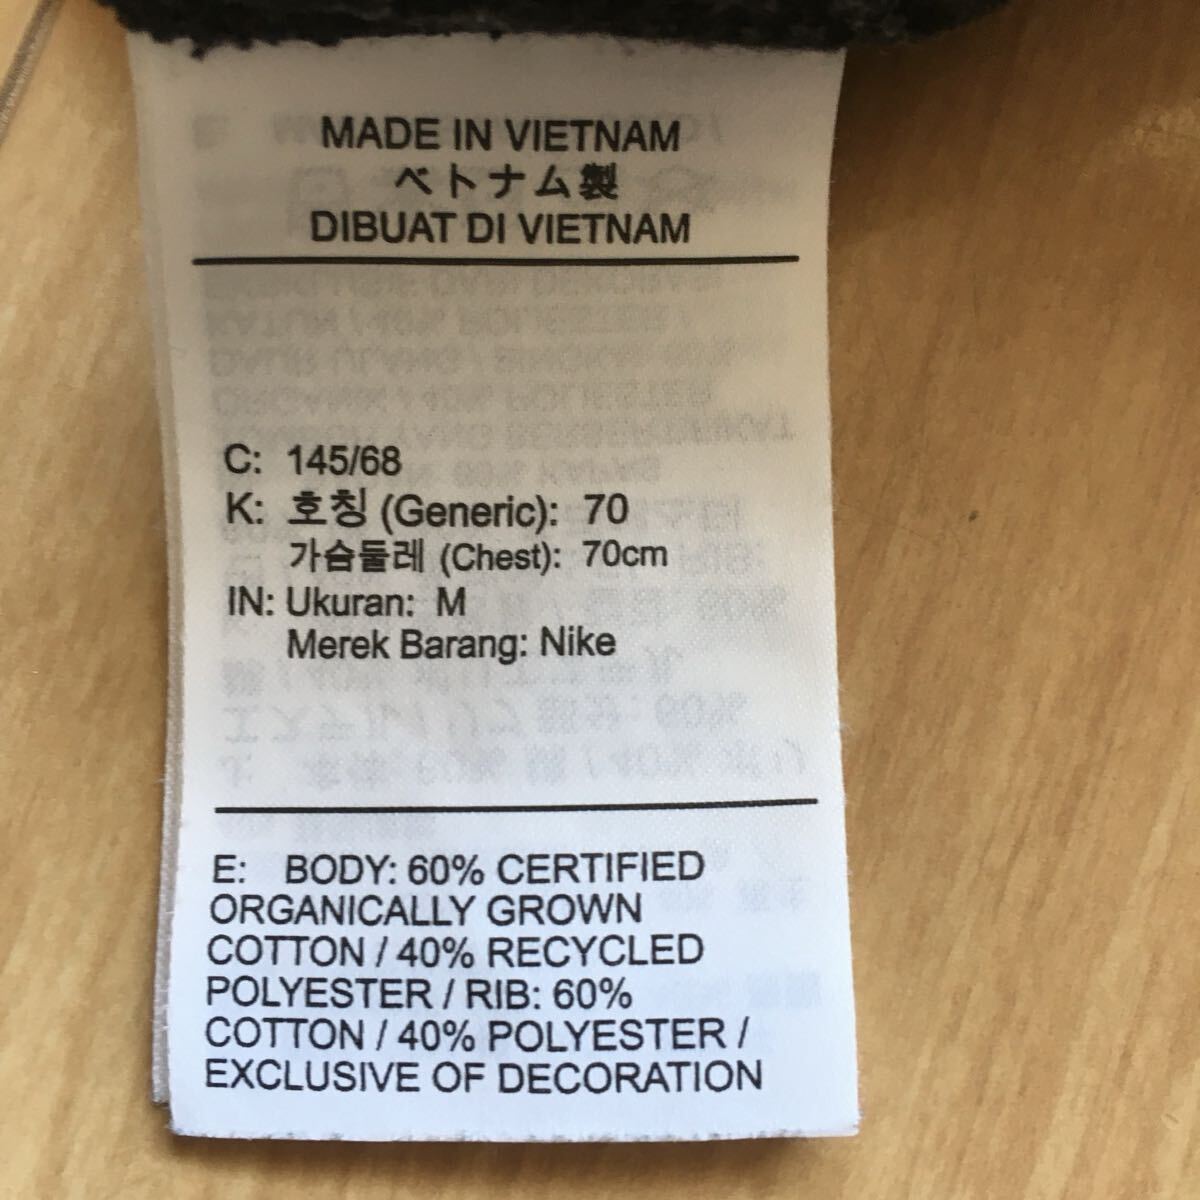 MADE IN VIETNAM
ベトナム製
DIBUAT DI VIETNAM
C: 145/68
K: 호칭 (Generic): 70
가슴둘레 (Chest): 70cm
IN: Ukuran: M
Merek Barang: Nike
E: BODY: 60% CERTIFIED
ORGANICALLY GROWN
COTTON / 40% RECYCLED
POLYESTER / RIB: 60%
COTTON / 40% POLYESTER /
EXCLUSIVE OF DECORATION